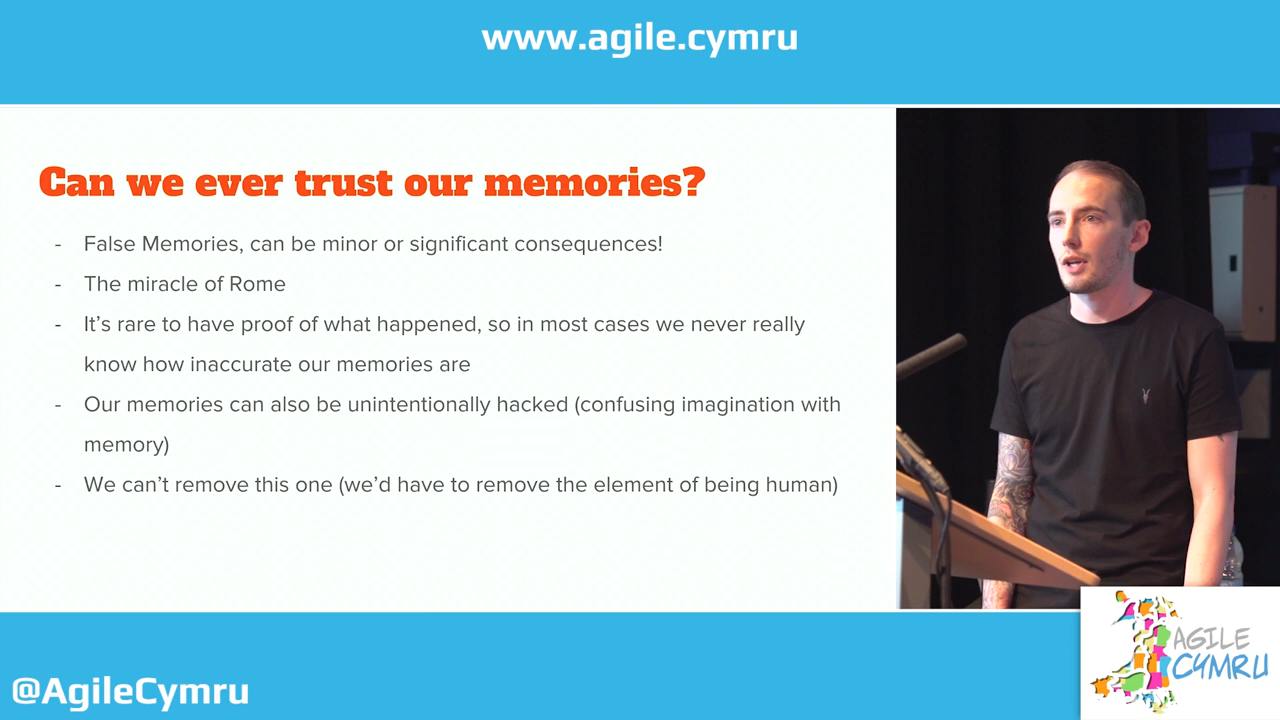 www.agile.cymru
Can we ever trust our memories?
- False Memories, can be minor or significant consequences!
- The miracle of Rome
- It’s rare to have proof of what happened, so in most cases we never really
know how inaccurate our memories are
- Our memories can also be unintentionally hacked (confusing imagination with
memory)
- We can’t remove this one (we’d have to remove the element of being human)
@AgileCymru
AGILE
CYMRU